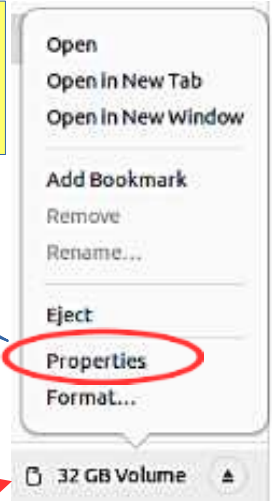 Open
Open in New Tab
Open in New Window
Add Bookmark
Remove
Rename...
Eject
Properties
Format...
32 GB Volume